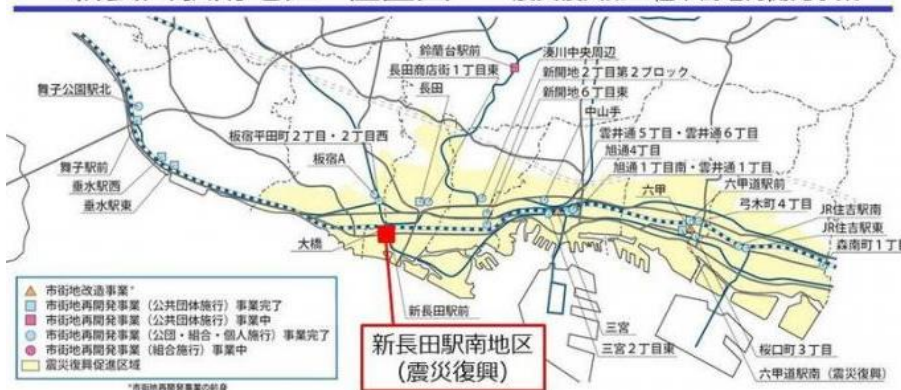 鈴蘭台駅前
湊川中央周辺
長田商店街1丁目東
新開地2丁目第2ブロック
長田
新開地6丁目東
舞子公園駅北
中山手
板宿平田町2丁目・2丁目西
雲井通5丁目・雲井通6丁目
板宿A
旭通4丁目
旭通1丁目南・雲井通1丁目
舞子駅前
六甲道駅前
垂水駅西
六甲
弓木町4丁目
垂水駅東
JR住吉駅南
JR住吉駅東
大橋
森南町1丁目
市街地改造事業*
市街地再開発事業（公共団体施行）事業完了
市街地再開発事業（公共団体施行）事業中
市街地再開発事業（公団・組合・個人施行）事業完了
市街地再開発事業（組合施行）事業中
震災復興促進区域
*市街地再開発事業の前身
新長田駅前
新長田駅南地区
（震災復興）
三宮
三宮2丁目東
桜口町3丁目
六甲道駅南（震災復興）